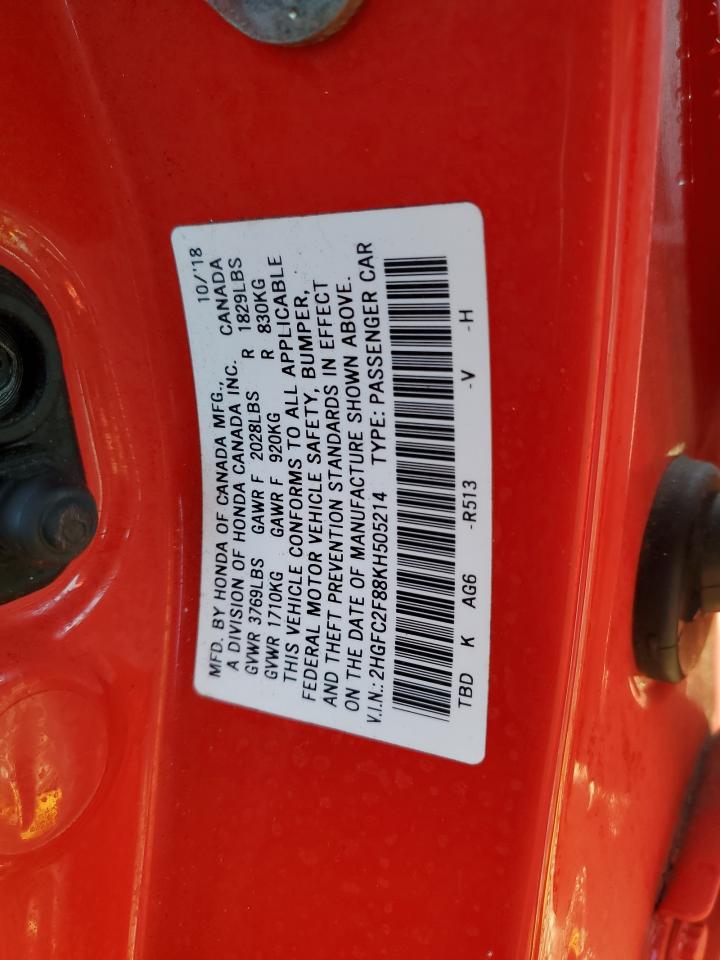 MFD. BY HONDA OF CANADA MFG., 10/'18
A DIVISION OF HONDA CANADA INC. CANADA
GVWR 3769LBS GAWR F 2028LBS R 1829LBS
GVWR 1710KG GAWR F 920KG R 830KG
THIS VEHICLE CONFORMS TO ALL APPLICABLE
FEDERAL MOTOR VEHICLE SAFETY, BUMPER,
AND THEFT PREVENTION STANDARDS IN EFFECT
ON THE DATE OF MANUFACTURE SHOWN ABOVE.
V.I.N.:2HGFC2F88KH505214 TYPE: PASSENGER CAR
TBD K AG6 -R513 -V -H